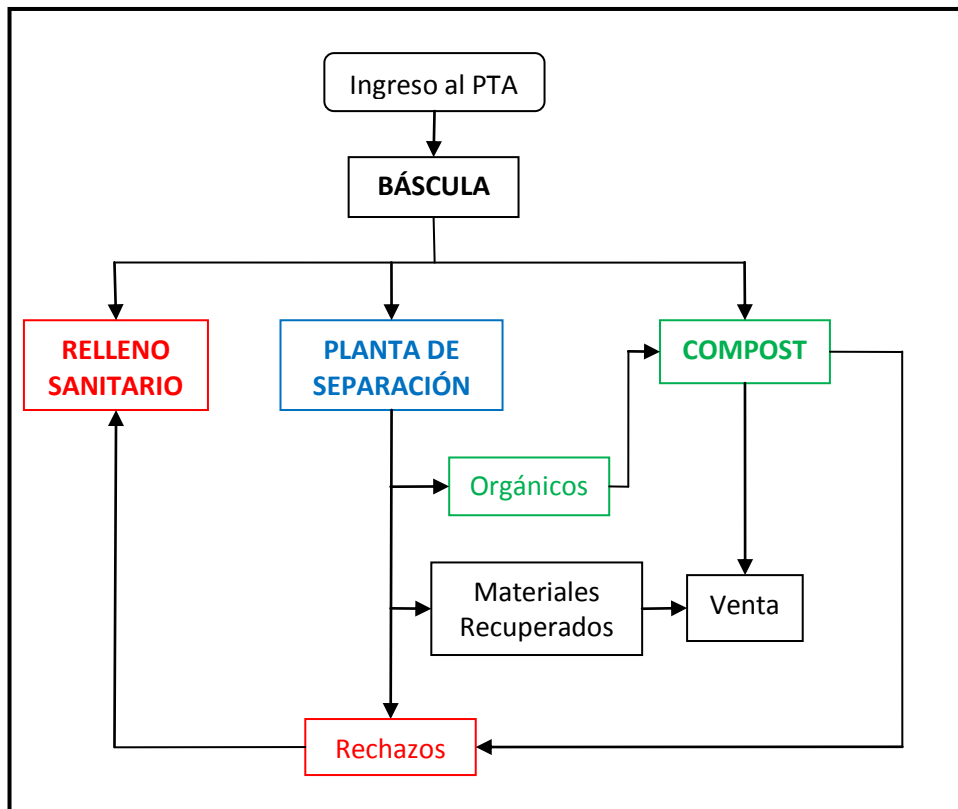 Ingreso al PTA
BÁSCULA
RELLENO
SANITARIO
PLANTA DE
SEPARACIÓN
COMPOST
Orgánicos
Materiales
Recuperados
Venta
Rechazos